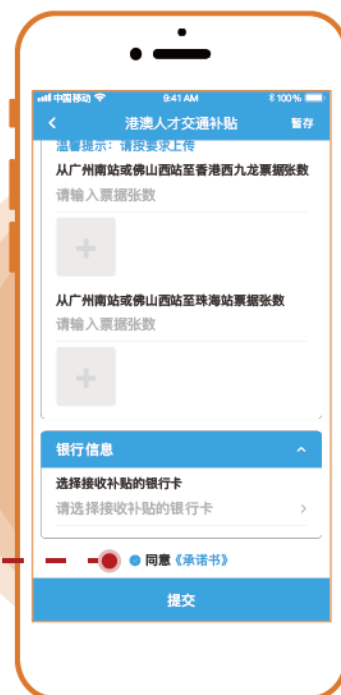 中国移动 9:41 AM 100%
港澳人才交通补贴 暂存
温馨提示：请按要求上传
从广州南站或佛山西站至香港西九龙票据张数
请输入票据张数
从广州南站或佛山西站至珠海站票据张数
请输入票据张数
银行信息
选择接收补贴的银行卡
请选择接收补贴的银行卡
同意《承诺书》
提交